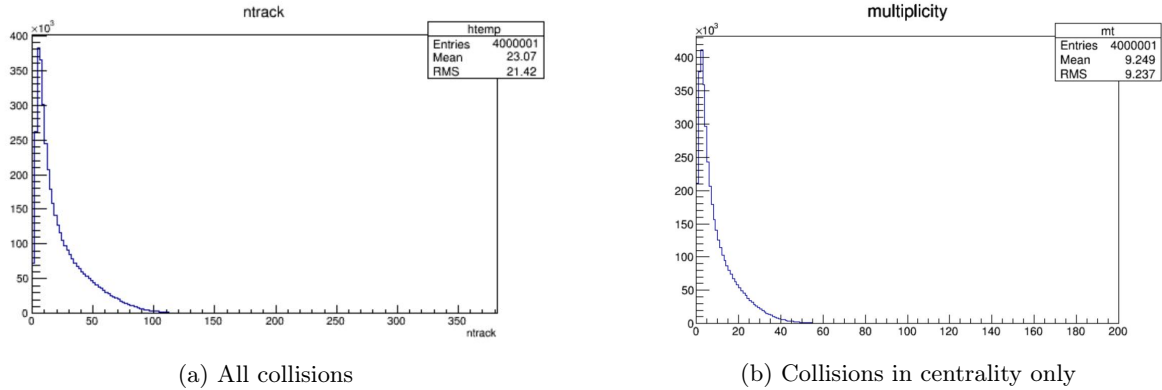 ntrack
×10³
htemp
Entries 4000001
Mean 23.07
RMS 21.42
400
350
300
250
200
150
100
50
0
0 50 100 150 200 250 300 350
ntrack
(a) All collisions
multiplicity
×10³
mt
Entries 4000001
Mean 9.249
RMS 9.237
400
350
300
250
200
150
100
50
0
0 20 40 60 80 100 120 140 160 180 200
(b) Collisions in centrality only